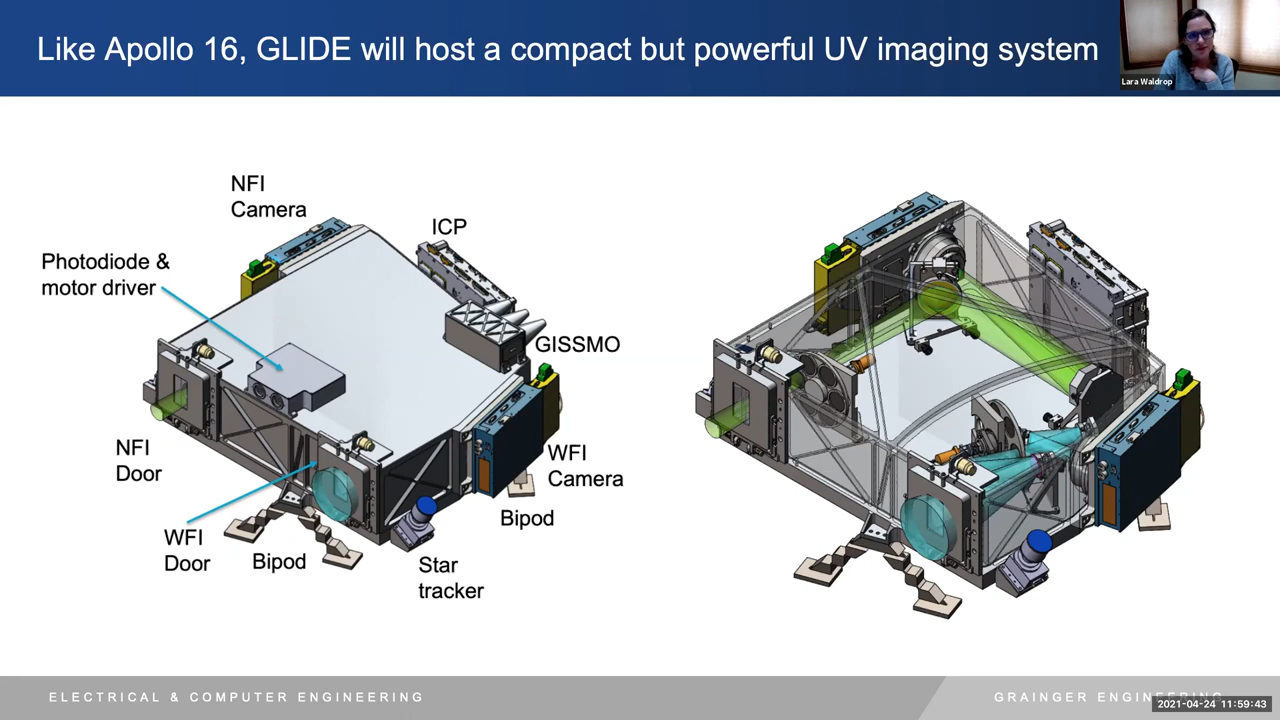 Like Apollo 16, GLIDE will host a compact but powerful UV imaging system
Lara Waldrop
NFI
Camera
ICP
Photodiode &
motor driver
GISSMO
NFI
Door
WFI
Camera
WFI
Door
Bipod
Bipod
Star
tracker
ELECTRICAL & COMPUTER ENGINEERING
GRAINGER ENGINEERING
2021-04-24 11:59:43